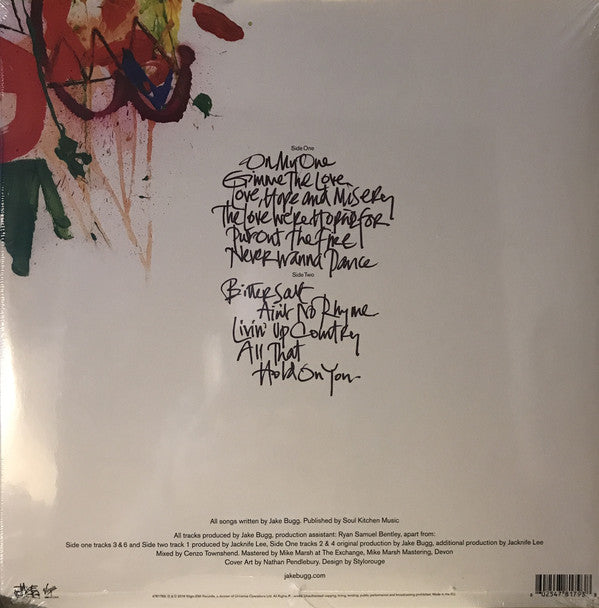 Side One
On My One
Gimme The Love
Love, Hope and Misery
The Love We're Hoping For
Put Out The Fire
Never Wanna Dance
Side Two
Bitter Salt
Ain't No Rhyme
Livin' Up Country
All That
Hold On You
All songs written by Jake Bugg. Published by Soul Kitchen Music
All tracks produced by Jake Bugg, production assistant: Ryan Samuel Bentley, apart from:
Side one tracks 3 & 6 and Side two track 1 produced by Jacknife Lee, Side One tracks 2 & 4 original production by Jake Bugg, additional production by Jacknife Lee
Mixed by Cenzo Townshend. Mastered by Mike Marsh at The Exchange, Mike Marsh Mastering, Devon
Cover Art by Nathan Pendlebury. Design by Stylorouge
jakebugg.com